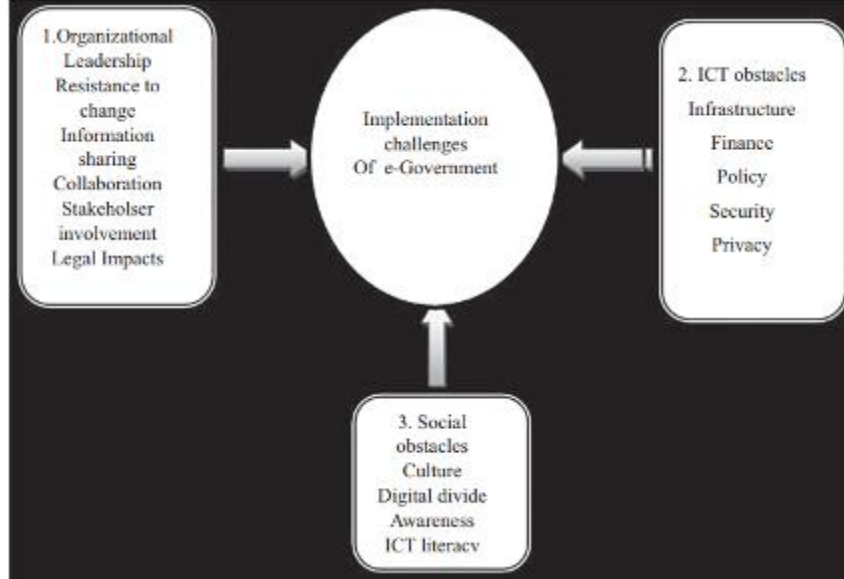 1.Organizational
Leadership
Resistance to
change
Information
sharing
Collaboration
Stakeholser
involvement
Legal Impacts
Implementation
challenges
Of e-Government
2. ICT obstacles
Infrastructure
Finance
Policy
Security
Privacy
3. Social
obstacles
Culture
Digital divide
Awareness
ICT literacy